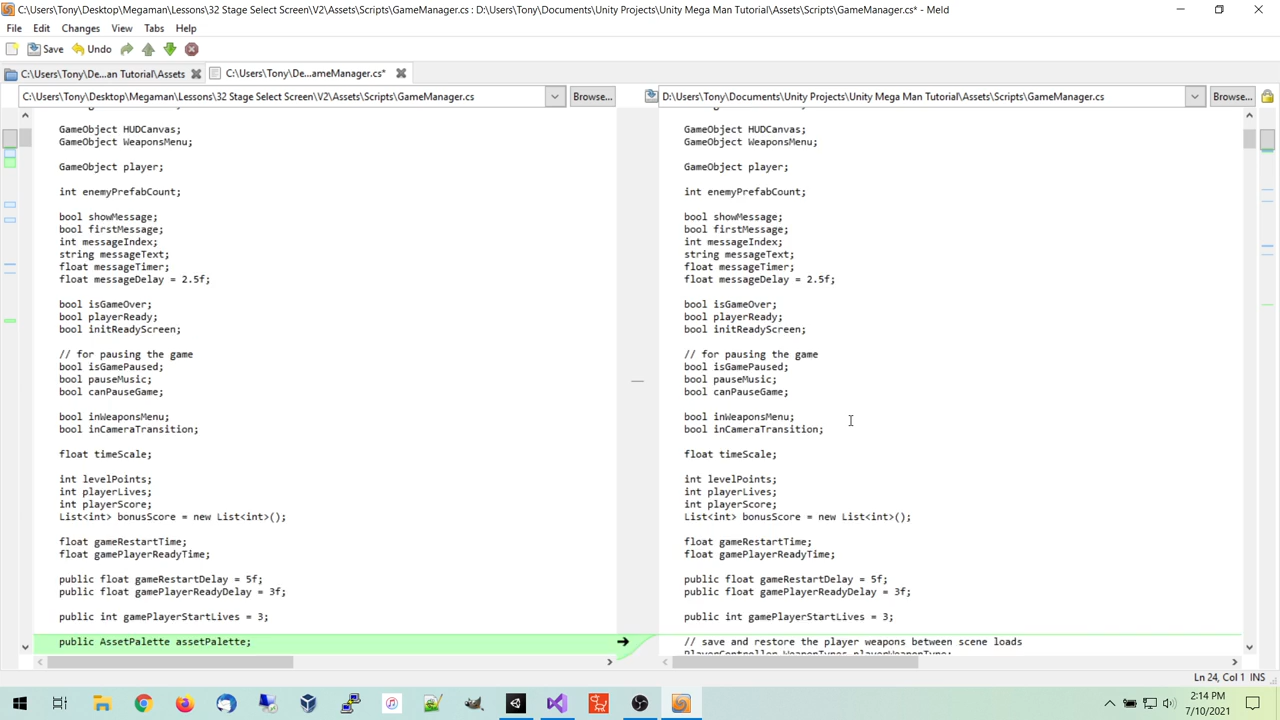 C:\Users\Tony\Desktop\Megaman\Lessons\32 Stage Select Screen\V2\Assets\Scripts\GameManager.cs : D:\Users\Tony\Documents\Unity Projects\Unity Mega Man Tutorial\Assets\Scripts\GameManager.cs* - Meld
File Edit Changes View Tabs Help
Save Undo
C:\Users\Tony\De...an Tutorial\Assets
C:\Users\Tony\De...ameManager.cs*
C:\Users\Tony\Desktop\Megaman\Lessons\32 Stage Select Screen\V2\Assets\Scripts\GameManager.cs
Browse...
D:\Users\Tony\Documents\Unity Projects\Unity Mega Man Tutorial\Assets\Scripts\GameManager.cs
Browse...
GameObject HUDCanvas;
GameObject WeaponsMenu;
GameObject player;
int enemyPrefabCount;
bool showMessage;
bool firstMessage;
int messageIndex;
string messageText;
float messageTimer;
float messageDelay = 2.5f;
bool isGameOver;
bool playerReady;
bool initReadyScreen;
// for pausing the game
bool isGamePaused;
bool pauseMusic;
bool canPauseGame;
bool inWeaponsMenu;
bool inCameraTransition;
float timeScale;
int levelPoints;
int playerLives;
int playerScore;
List<int> bonusScore = new List<int>();
float gameRestartTime;
float gamePlayerReadyTime;
public float gameRestartDelay = 5f;
public float gamePlayerReadyDelay = 3f;
public int gamePlayerStartLives = 3;
public AssetPalette assetPalette;
GameObject HUDCanvas;
GameObject WeaponsMenu;
GameObject player;
int enemyPrefabCount;
bool showMessage;
bool firstMessage;
int messageIndex;
string messageText;
float messageTimer;
float messageDelay = 2.5f;
bool isGameOver;
bool playerReady;
bool initReadyScreen;
// for pausing the game
bool isGamePaused;
bool pauseMusic;
bool canPauseGame;
bool inWeaponsMenu;
bool inCameraTransition;
float timeScale;
int levelPoints;
int playerLives;
int playerScore;
List<int> bonusScore = new List<int>();
float gameRestartTime;
float gamePlayerReadyTime;
public float gameRestartDelay = 5f;
public float gamePlayerReadyDelay = 3f;
public int gamePlayerStartLives = 3;
// save and restore the player weapons between scene loads
PlayerController.WeaponTypes playerWeaponType;
Ln 24, Col 1 INS
2:14 PM
7/10/2021